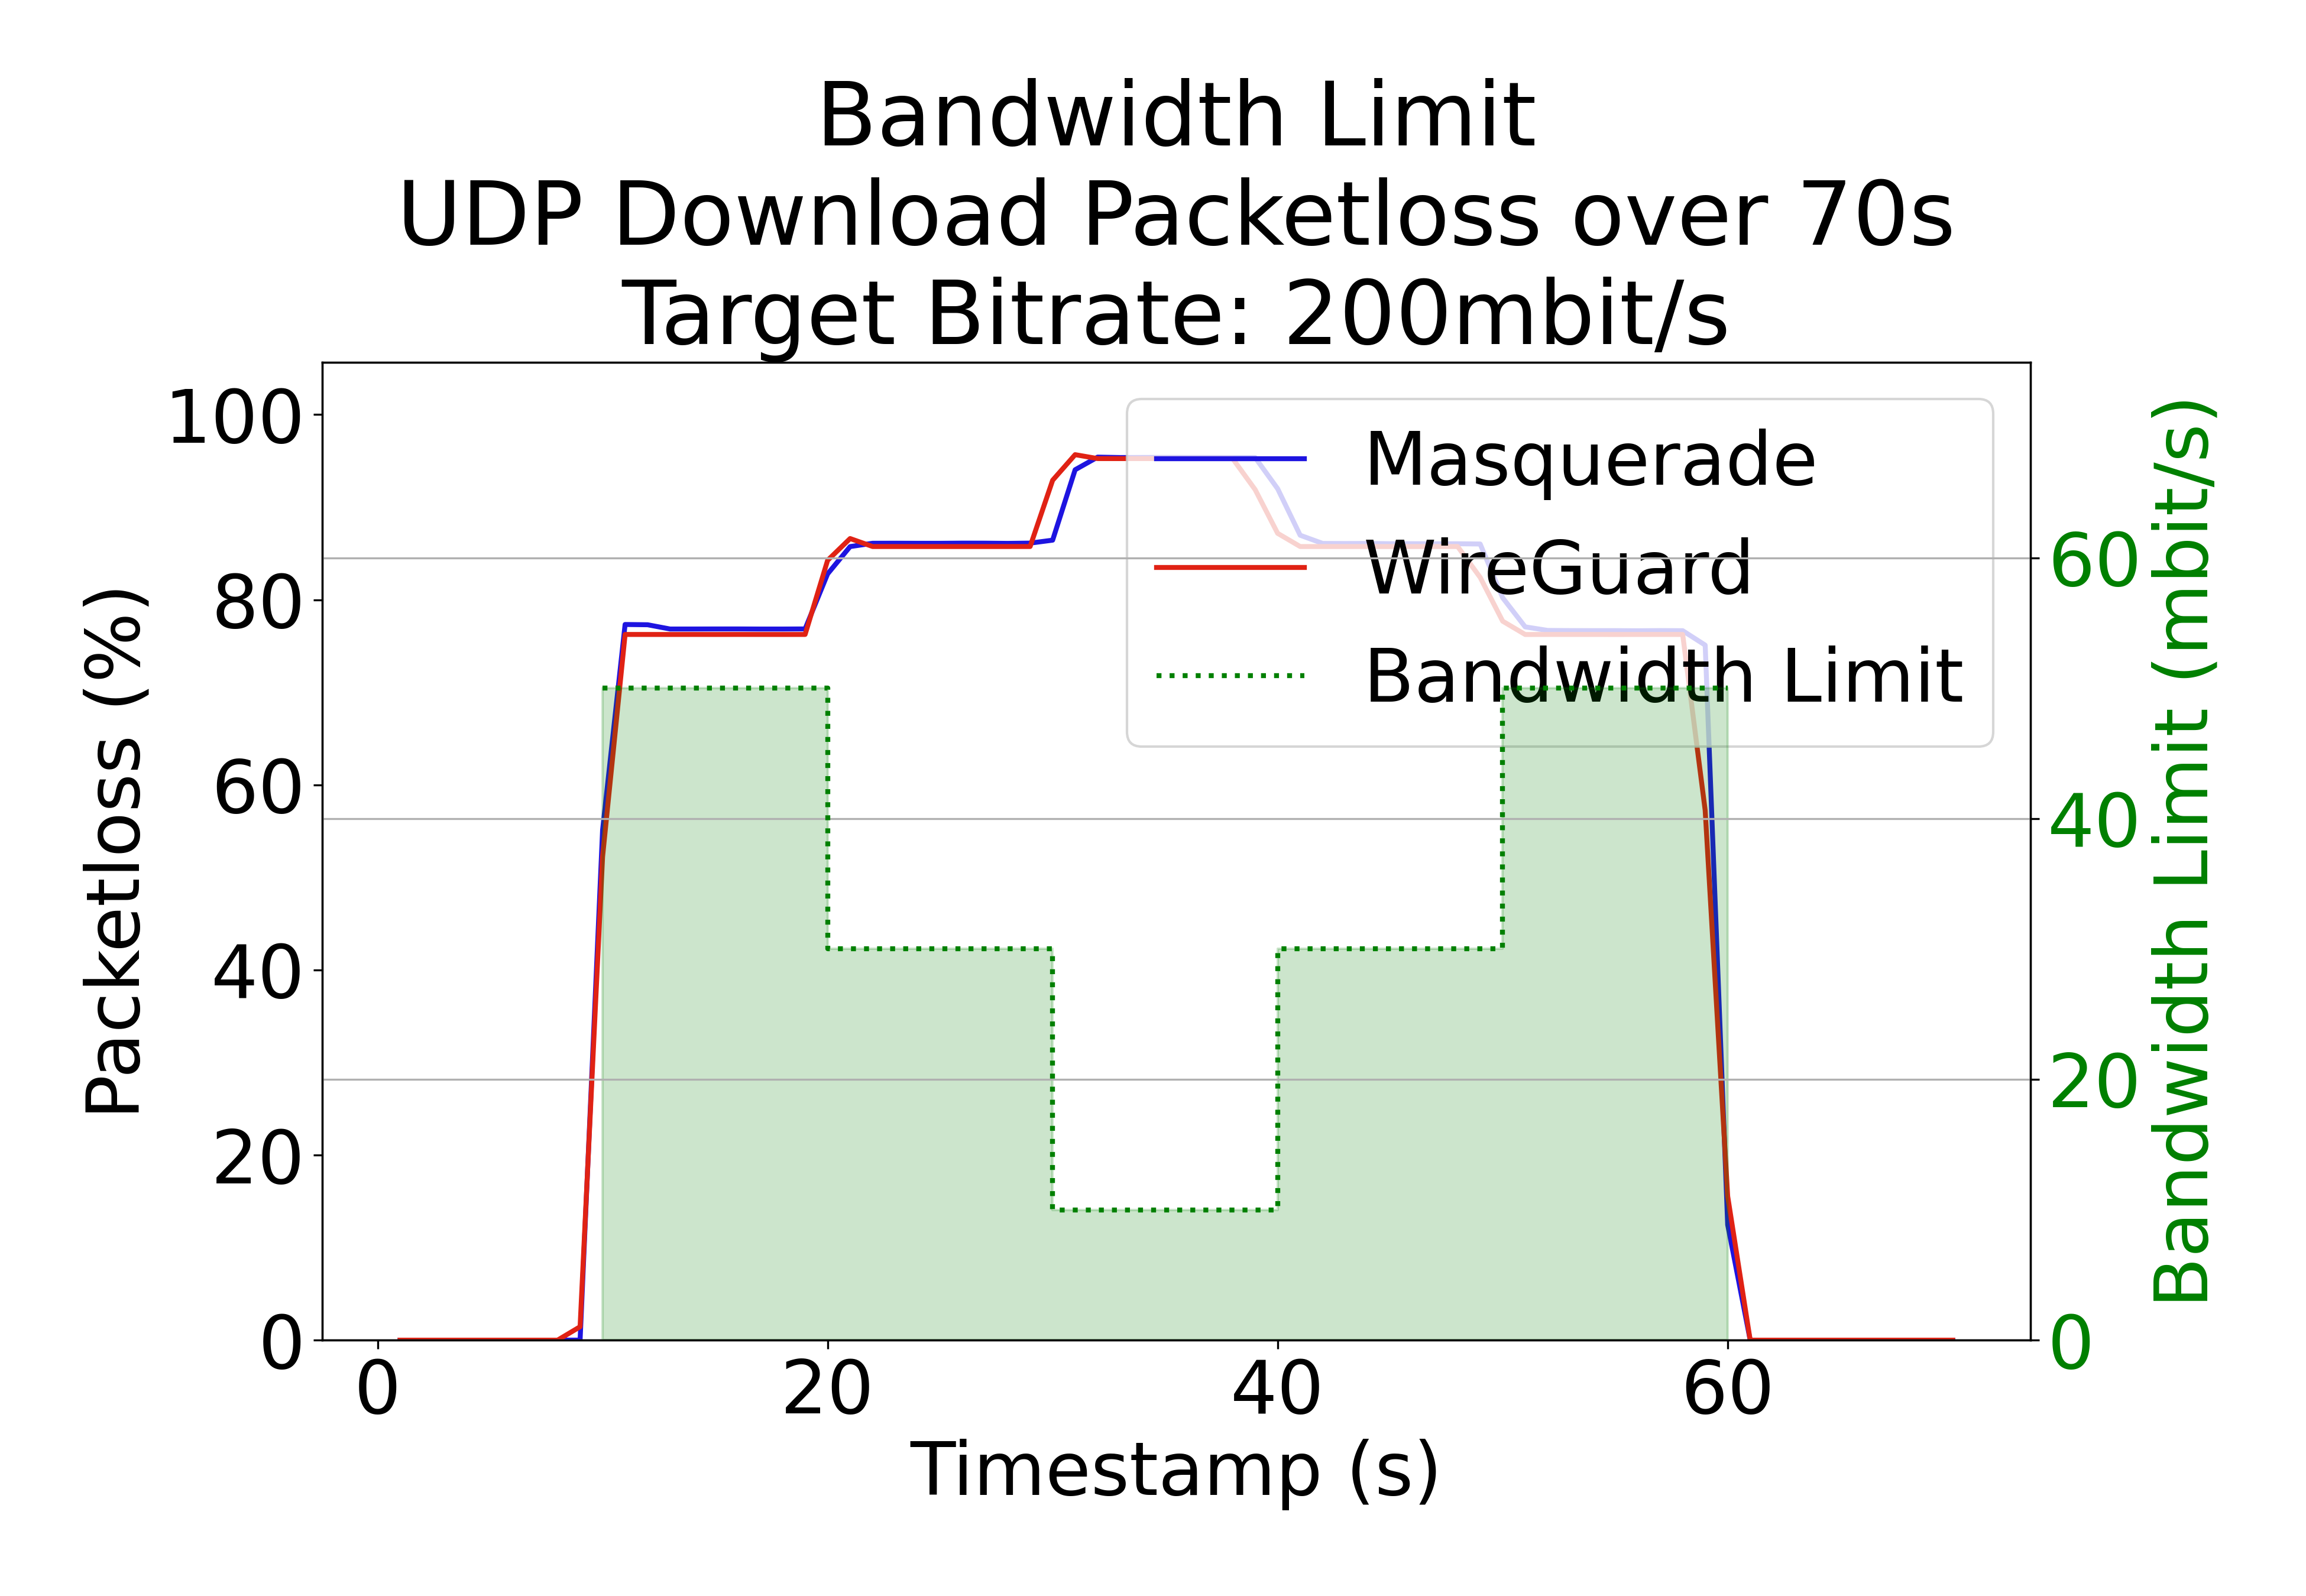 Bandwidth Limit
UDP Download Packetloss over 70s
Target Bitrate: 200mbit/s
Packetloss (%)
100
80
60
40
20
0
Masquerade
WireGuard
Bandwidth Limit
60
40
20
0
Bandwidth Limit (mbit/s)
0
20
40
60
Timestamp (s)